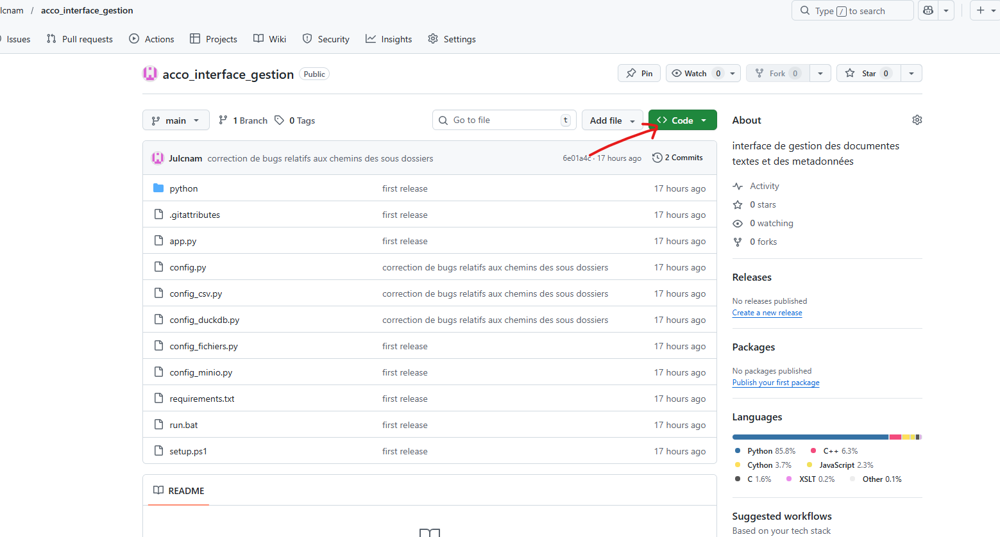 lcnam / acco_interface_gestion
Type / to search
Issues Pull requests Actions Projects Wiki Security Insights Settings
acco_interface_gestion Public
Pin Watch 0 Fork 0 Star 0
main 1 Branch 0 Tags Go to file t Add file Code
Julcnam correction de bugs relatifs aux chemins des sous dossiers 6e01a4c · 17 hours ago 2 Commits
python first release 17 hours ago
.gitattributes first release 17 hours ago
app.py first release 17 hours ago
config.py correction de bugs relatifs aux chemins des sous dossiers 17 hours ago
config_csv.py correction de bugs relatifs aux chemins des sous dossiers 17 hours ago
config_duckdb.py correction de bugs relatifs aux chemins des sous dossiers 17 hours ago
config_fichiers.py first release 17 hours ago
config_minio.py first release 17 hours ago
requirements.txt first release 17 hours ago
run.bat first release 17 hours ago
setup.ps1 first release 17 hours ago
README
About
interface de gestion des documentes
textes et des metadonnées
Activity
0 stars
0 watching
0 forks
Releases
No releases published
Create a new release
Packages
No packages published
Publish your first package
Languages
Python 85.8% C++ 6.3%
Cython 3.7% JavaScript 2.3%
C 1.6% XSLT 0.2% Other 0.1%
Suggested workflows
Based on your tech stack